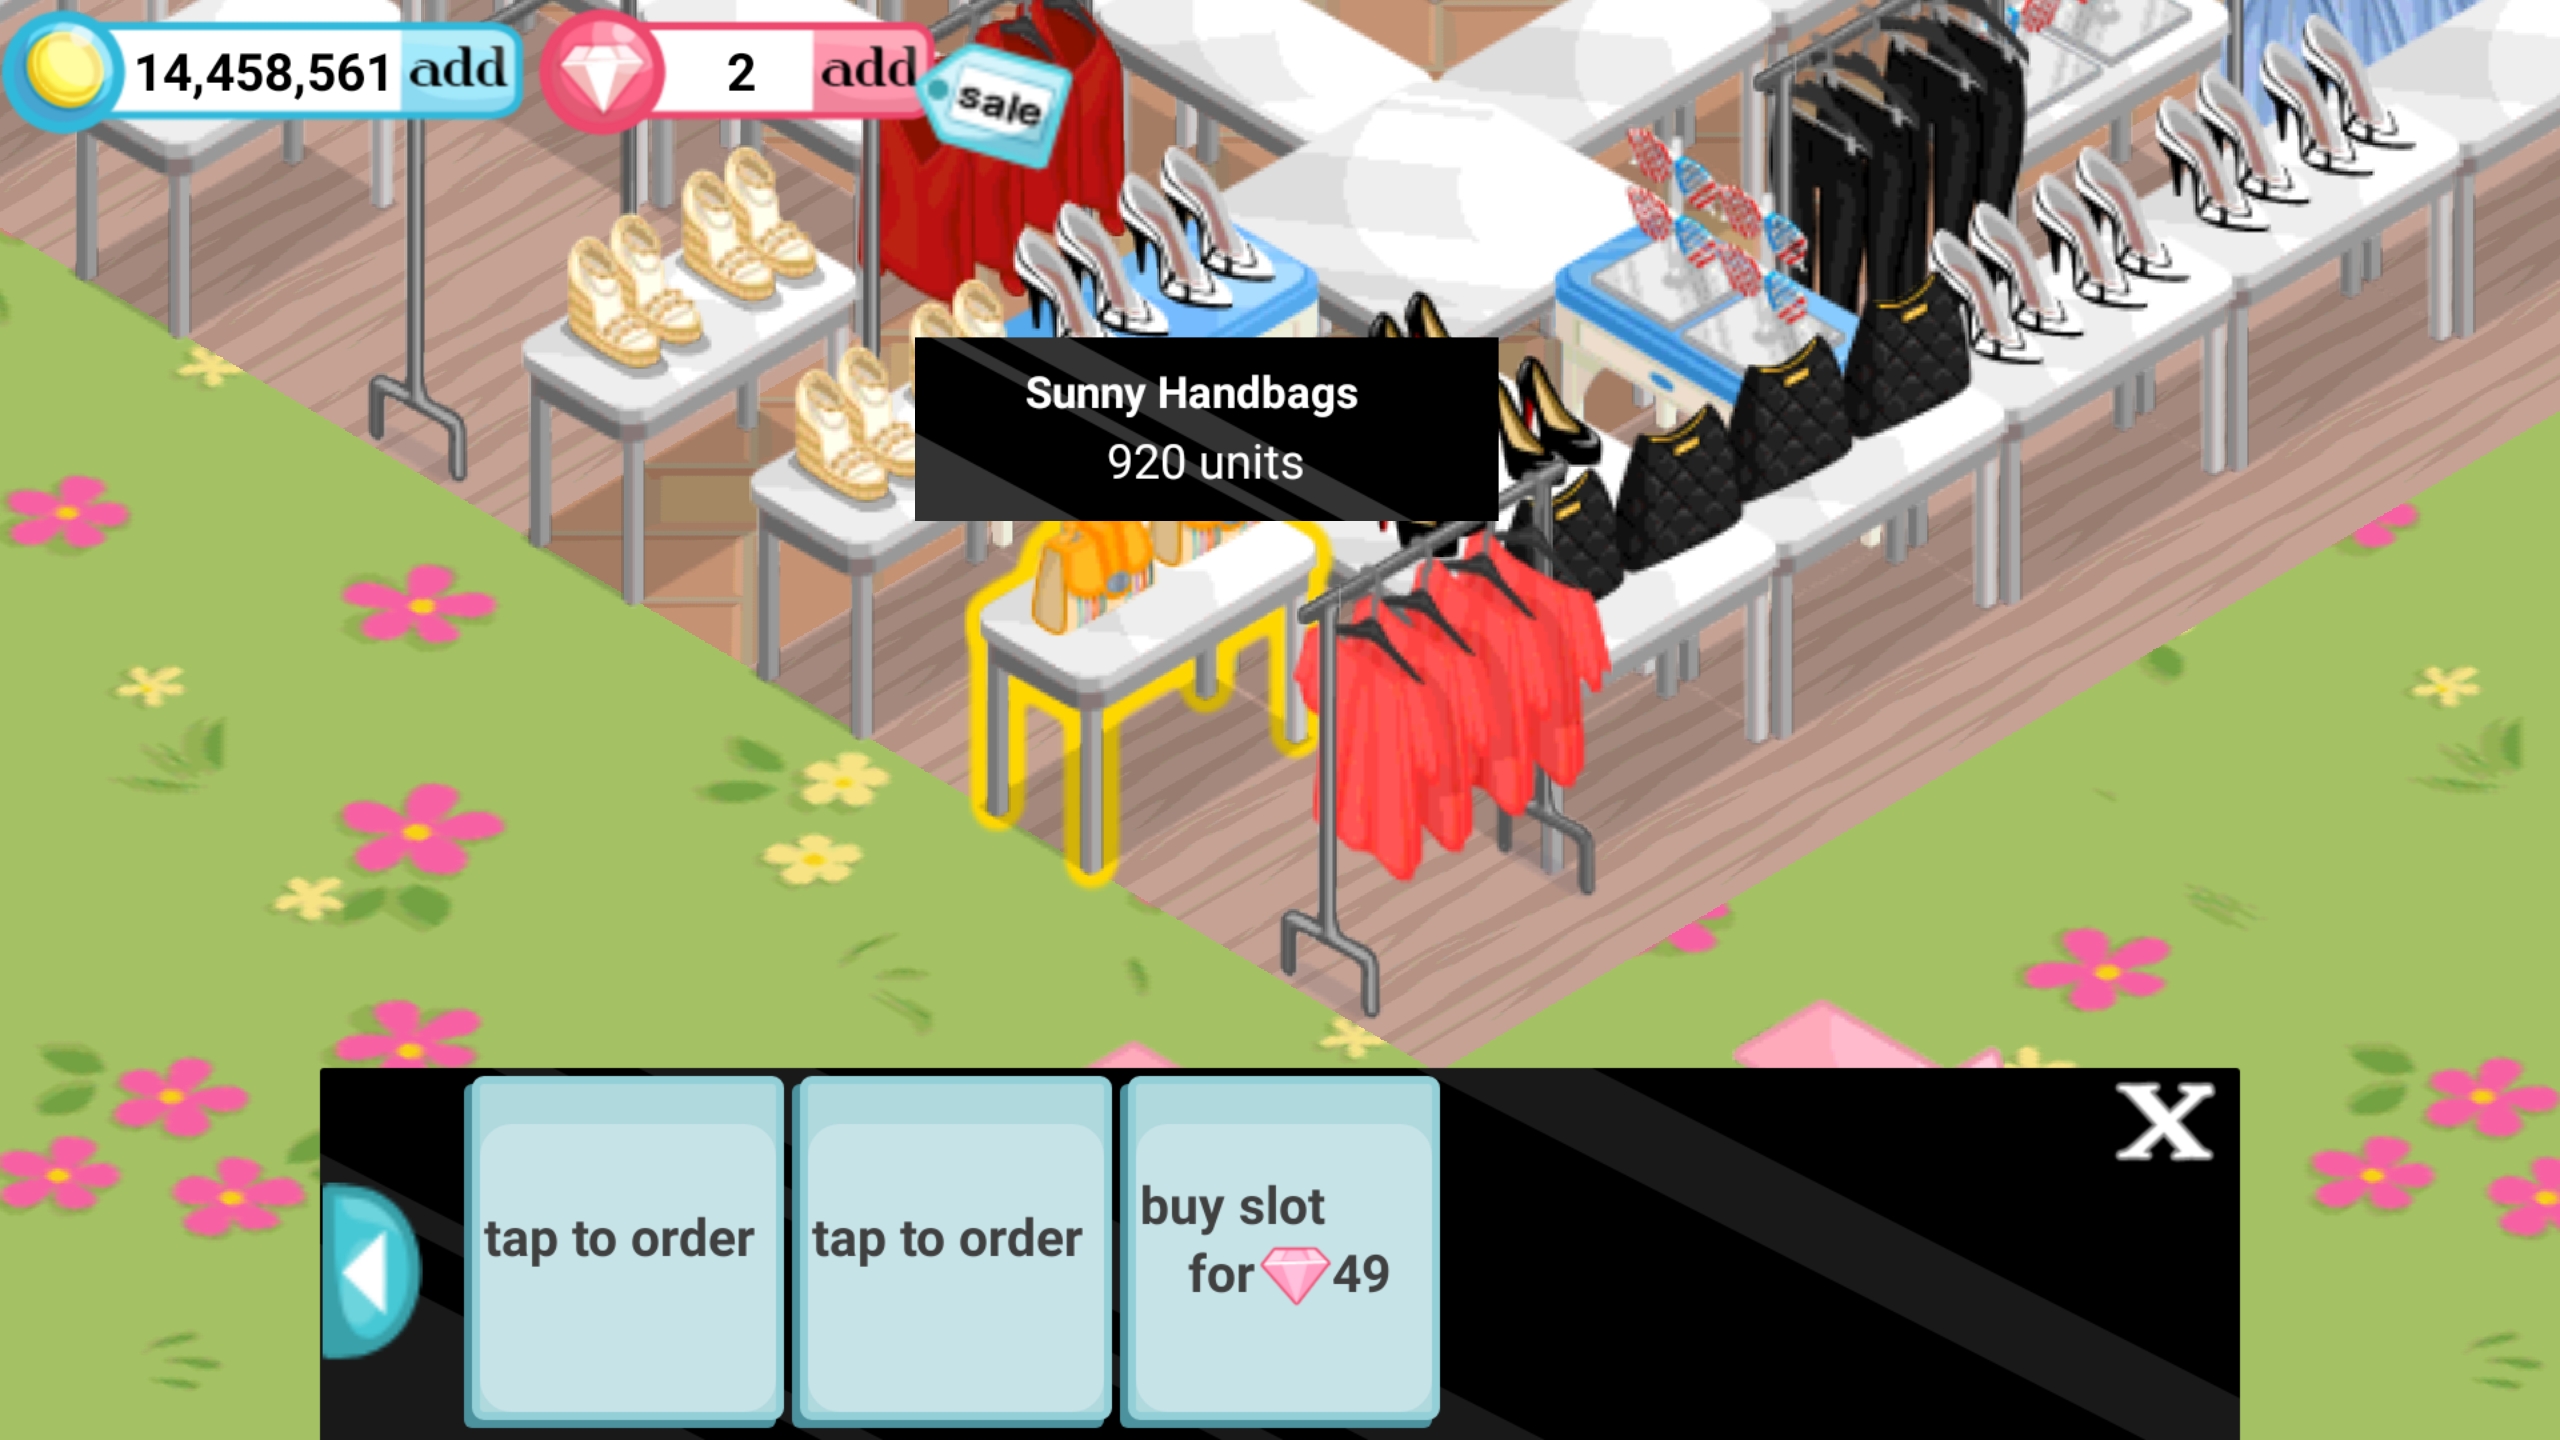 14,458,561 add
2 add
sale
Sunny Handbags
920 units
tap to order
tap to order
buy slot
for 49
X